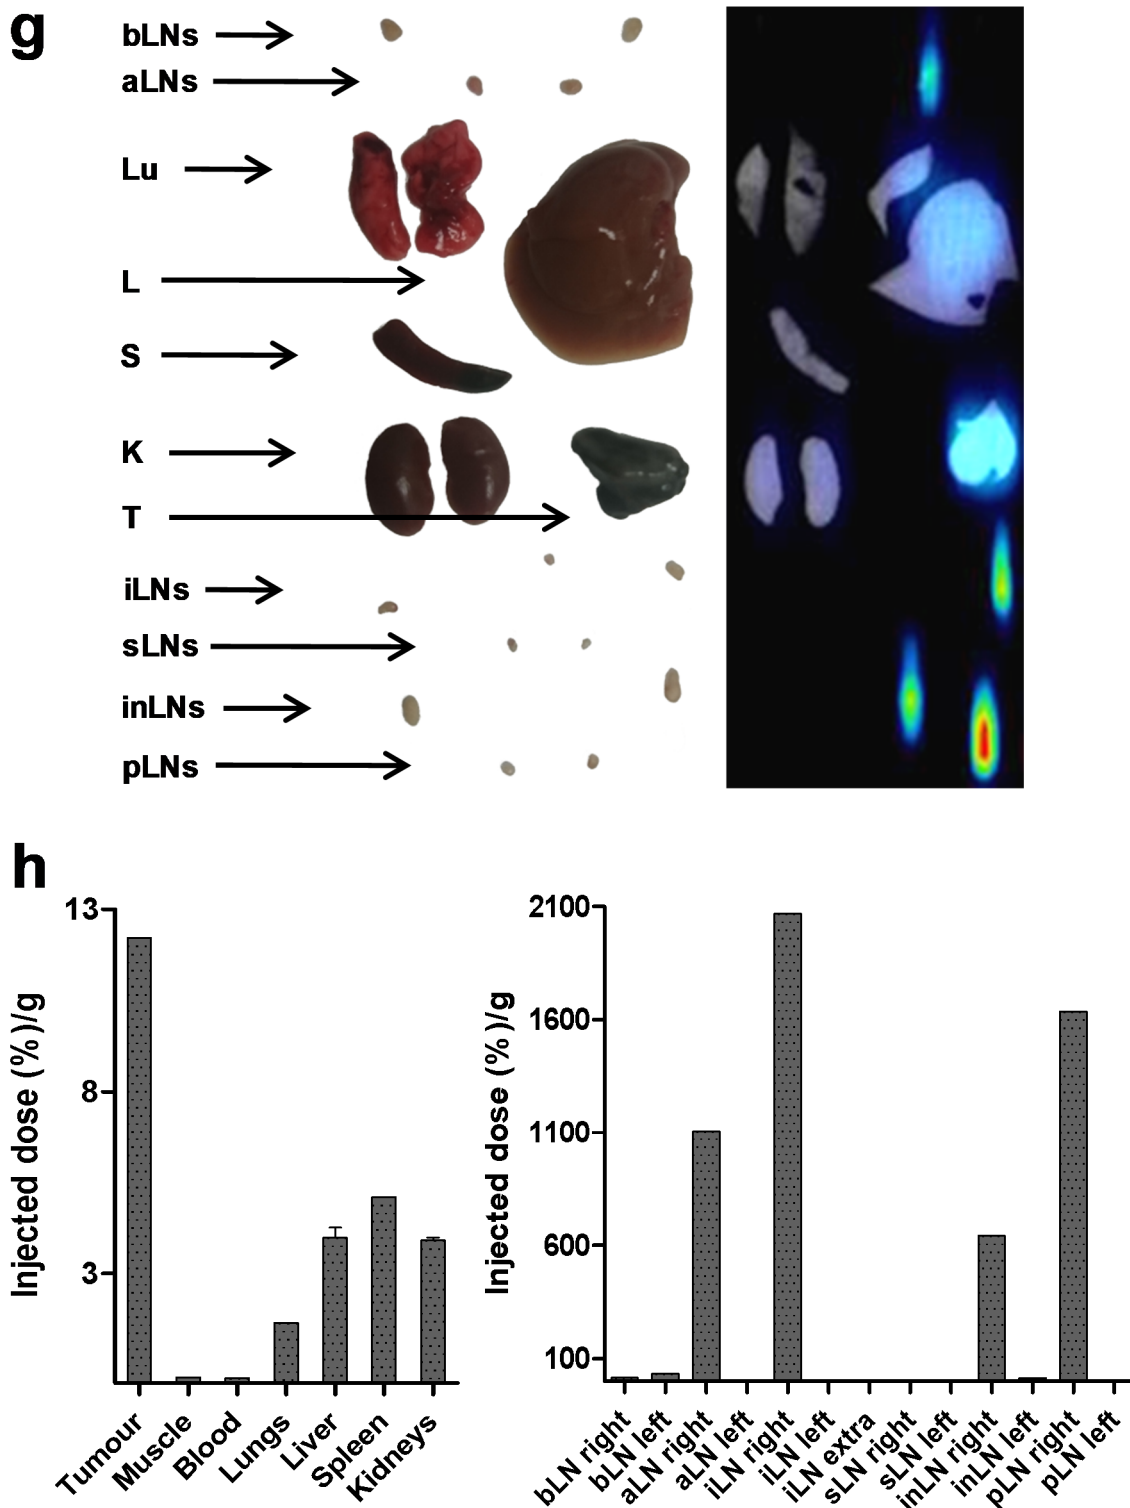 g
bLNs
aLNs
Lu
L
S
K
T
iLNs
sLNs
inLNs
pLNs
h
Injected dose (%)/g
13
8
3
Tumour
Muscle
Blood
Lungs
Liver
Spleen
Kidneys
Injected dose (%)/g
2100
1600
1100
600
100
bLN right
bLN left
aLN right
aLN left
iLN right
iLN left
iLN extra
sLN right
sLN left
inLN right
inLN left
pLN right
pLN left